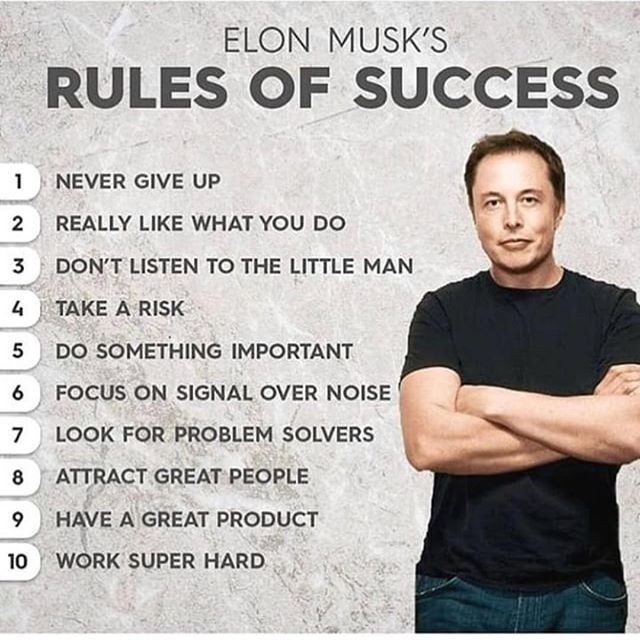 ELON MUSK'S
RULES OF SUCCESS
1 NEVER GIVE UP
2 REALLY LIKE WHAT YOU DO
3 DON'T LISTEN TO THE LITTLE MAN
4 TAKE A RISK
5 DO SOMETHING IMPORTANT
6 FOCUS ON SIGNAL OVER NOISE
7 LOOK FOR PROBLEM SOLVERS
8 ATTRACT GREAT PEOPLE
9 HAVE A GREAT PRODUCT
10 WORK SUPER HARD